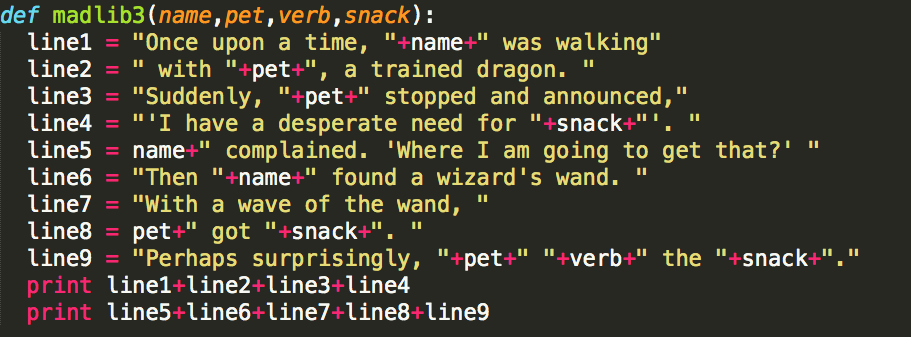 def madlib3(name,pet,verb,snack):
  line1 = "Once upon a time, "+name+" was walking"
  line2 = " with "+pet+", a trained dragon. "
  line3 = "Suddenly, "+pet+" stopped and announced,"
  line4 = "'I have a desperate need for "+snack+"'. "
  line5 = name+" complained. 'Where I am going to get that?' "
  line6 = "Then "+name+" found a wizard's wand. "
  line7 = "With a wave of the wand, "
  line8 = pet+" got "+snack+". "
  line9 = "Perhaps surprisingly, "+pet+" "+verb+" the "+snack+"."
  print line1+line2+line3+line4
  print line5+line6+line7+line8+line9